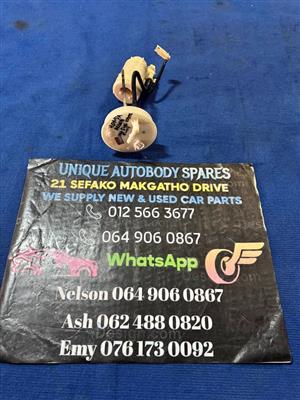 UNIQUE AUTOBODY SPARES
21 SEFAKO MAKGATHO DRIVE
WE SUPPLY NEW & USED CAR PARTS
012 566 3677
064 906 0867
WhatsApp
Nelson 064 906 0867
Ash 062 488 0820
Emy 076 173 0092